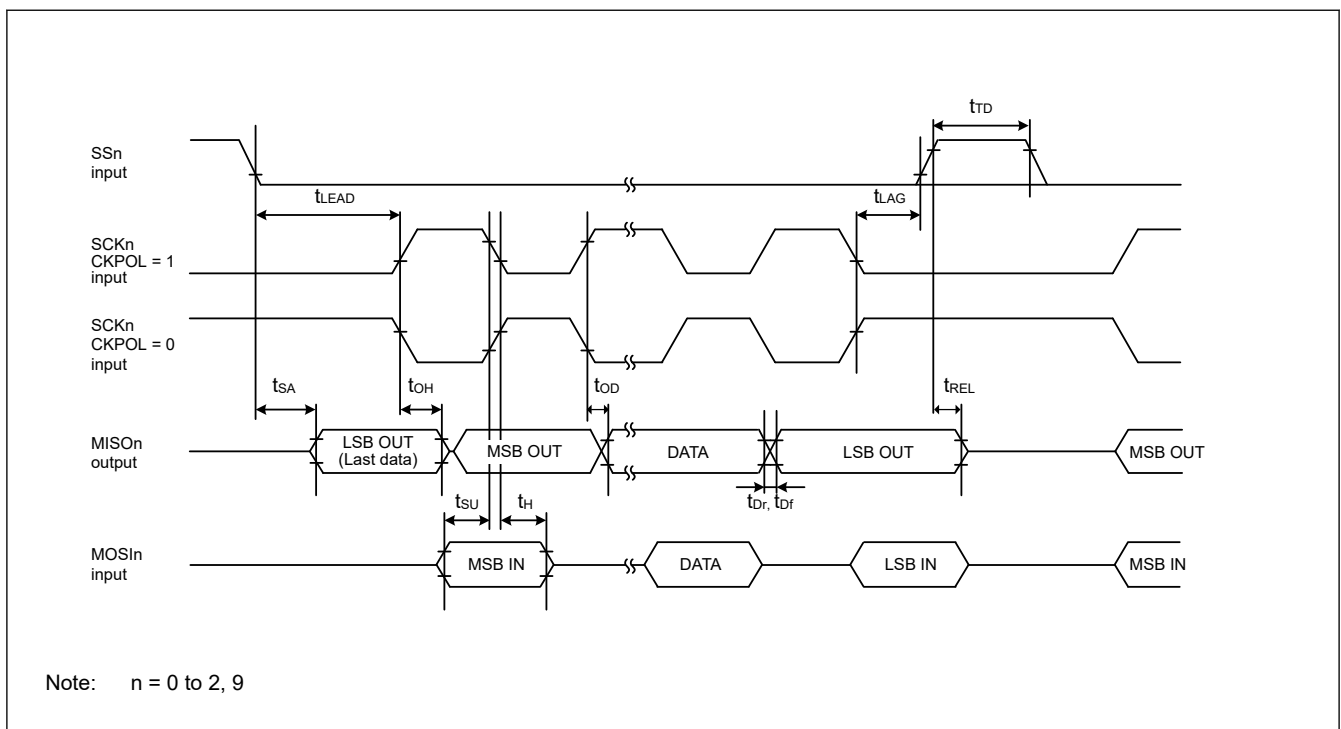 tTD
SSn
input
tLEAD
tLAG
SCKn
CKPOL = 1
input
SCKn
CKPOL = 0
input
tSA
tOH
tOD
tREL
MISOn
output
LSB OUT
(Last data)
MSB OUT
DATA
LSB OUT
MSB OUT
tSU
tH
tDr, tDf
MOSIn
input
MSB IN
DATA
LSB IN
MSB IN
Note: n = 0 to 2, 9